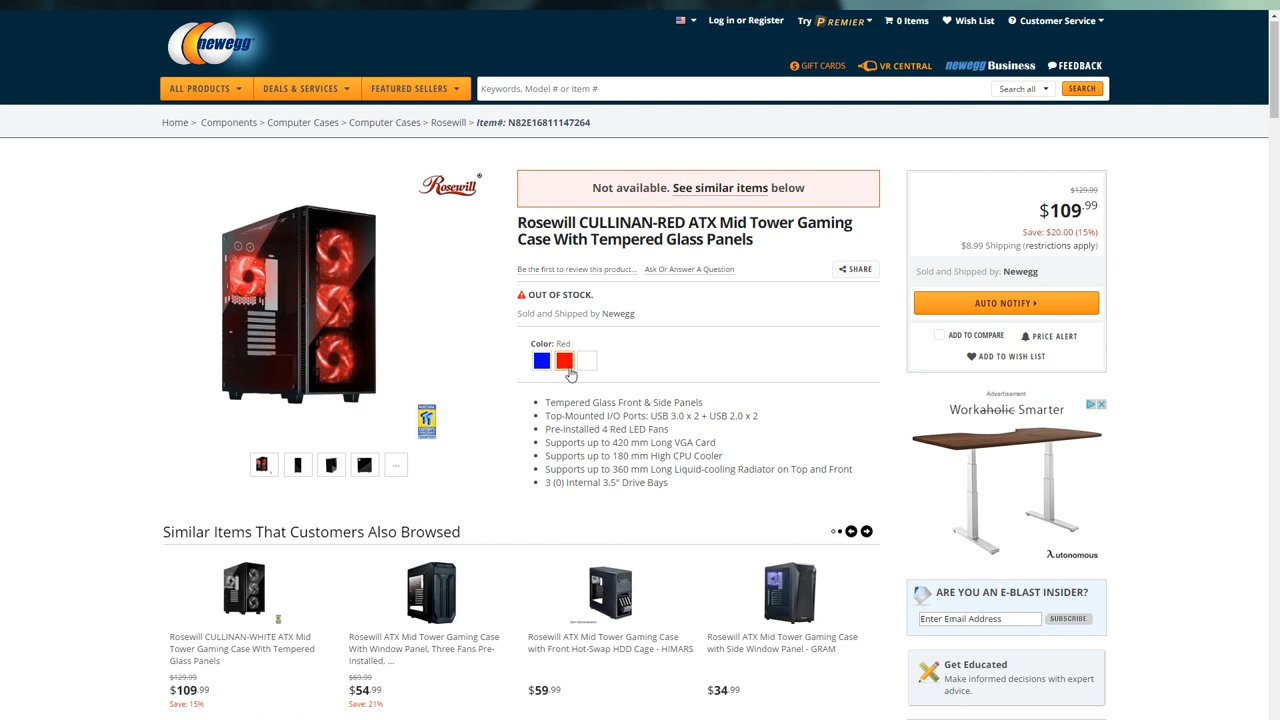 Log in or Register
Try PREMIER
0 Items
Wish List
Customer Service
newegg
GIFT CARDS
VR CENTRAL
newegg Business
FEEDBACK
ALL PRODUCTS
DEALS & SERVICES
FEATURED SELLERS
Keywords, Model # or Item #
Search all
SEARCH
Home > Components > Computer Cases > Computer Cases > Rosewill > Item#: N82E16811147264
Rosewill
Not available. See similar items below
Rosewill CULLINAN-RED ATX Mid Tower Gaming
Case With Tempered Glass Panels
Be the first to review this product...
Ask Or Answer A Question
SHARE
OUT OF STOCK.
Sold and Shipped by Newegg
Color: Red
Tempered Glass Front & Side Panels
Top-Mounted I/O Ports: USB 3.0 x 2 + USB 2.0 x 2
Pre-installed 4 Red LED Fans
Supports up to 420 mm Long VGA Card
Supports up to 180 mm High CPU Cooler
Supports up to 360 mm Long Liquid-cooling Radiator on Top and Front
3 (0) Internal 3.5" Drive Bays
...
$129.99
$109.99
Save: $20.00 (15%)
$8.99 Shipping (restrictions apply)
Sold and Shipped by: Newegg
AUTO NOTIFY
ADD TO COMPARE
PRICE ALERT
ADD TO WISH LIST
Advertisement
Workaholic Smarter
Autonomous
Similar Items That Customers Also Browsed
Rosewill CULLINAN-WHITE ATX Mid
Tower Gaming Case With Tempered
Glass Panels
$129.99
$109.99
Save: 15%
Rosewill ATX Mid Tower Gaming Case
With Window Panel, Three Fans Pre-
Installed, ...
$69.99
$54.99
Save: 21%
Rosewill ATX Mid Tower Gaming Case
with Front Hot-Swap HDD Cage - HIMARS
$59.99
Rosewill ATX Mid Tower Gaming Case
with Side Window Panel - GRAM
$34.99
ARE YOU AN E-BLAST INSIDER?
Enter Email Address
SUBSCRIBE
Get Educated
Make informed decisions with expert
advice.